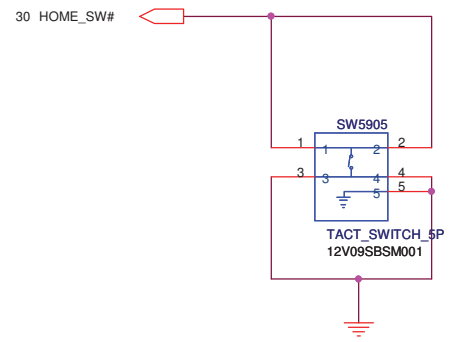 30 HOME_SW#
SW5905
1 1 2 2
3 3 4 4
5 5
TACT_SWITCH_5P
12V09SBSM001